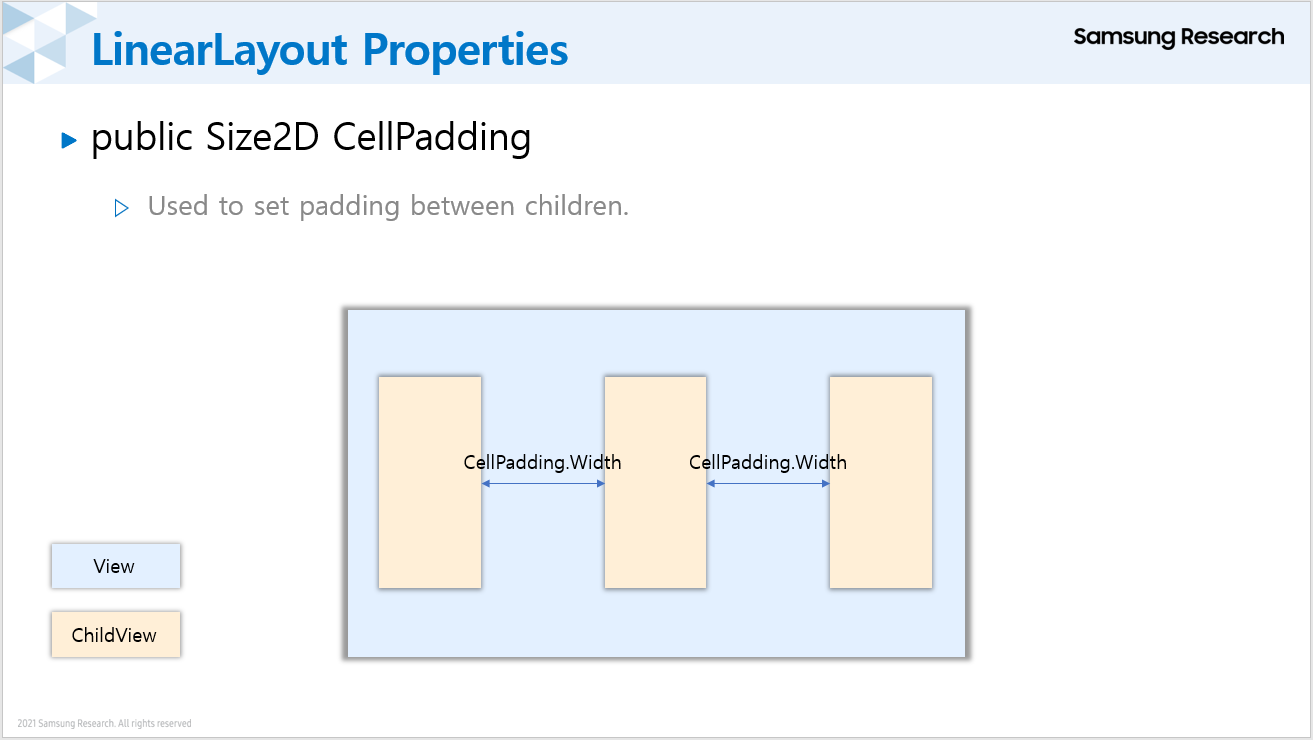 LinearLayout Properties
Samsung Research
public Size2D CellPadding
Used to set padding between children.
CellPadding.Width
CellPadding.Width
View
ChildView
2021 Samsung Research. All rights reserved